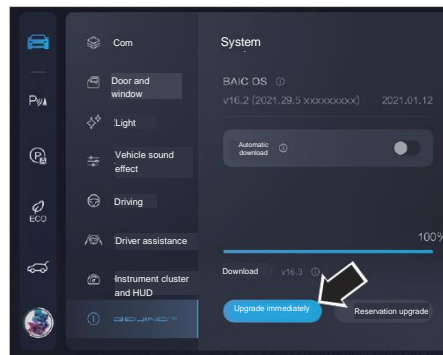 Com
Door and
window
Light
Vehicle sound
effect
Driving
Driver assistance
Instrument cluster
and HUD
ECO
System
BAIC OS
v16.2 (2021.29.5 xxxxxxxxx) 2021.01.12
Automatic
download
100%
Download v16.3
Upgrade immediately
Reservation upgrade